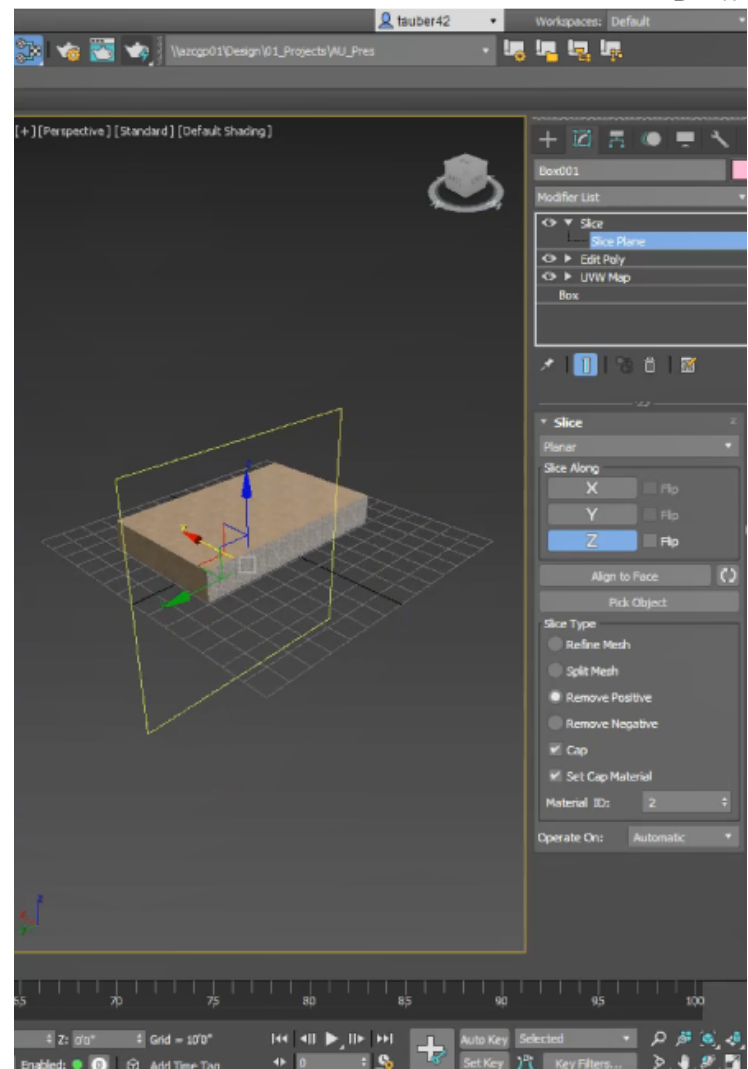 tauber42 Workspaces: Default
\\azcgp01\Design\01_Projects\AU_Pres
[+] [Perspective] [Standard] [Default Shading]
Box001
Modifier List
Slice
Slice Plane
Edit Poly
UVW Map
Box
Slice
Planar
Slice Along
X Flip
Y Flip
Z Flip
Align to Face
Pick Object
Slice Type
Refine Mesh
Split Mesh
Remove Positive
Remove Negative
Cap
Set Cap Material
Material ID: 2
Operate On: Automatic
65 70 75 80 85 90 95 100
Z: 0'0" Grid = 10'0" Auto Key Selected
Enabled: Add Time Tag 0 Set Key Key Filters...